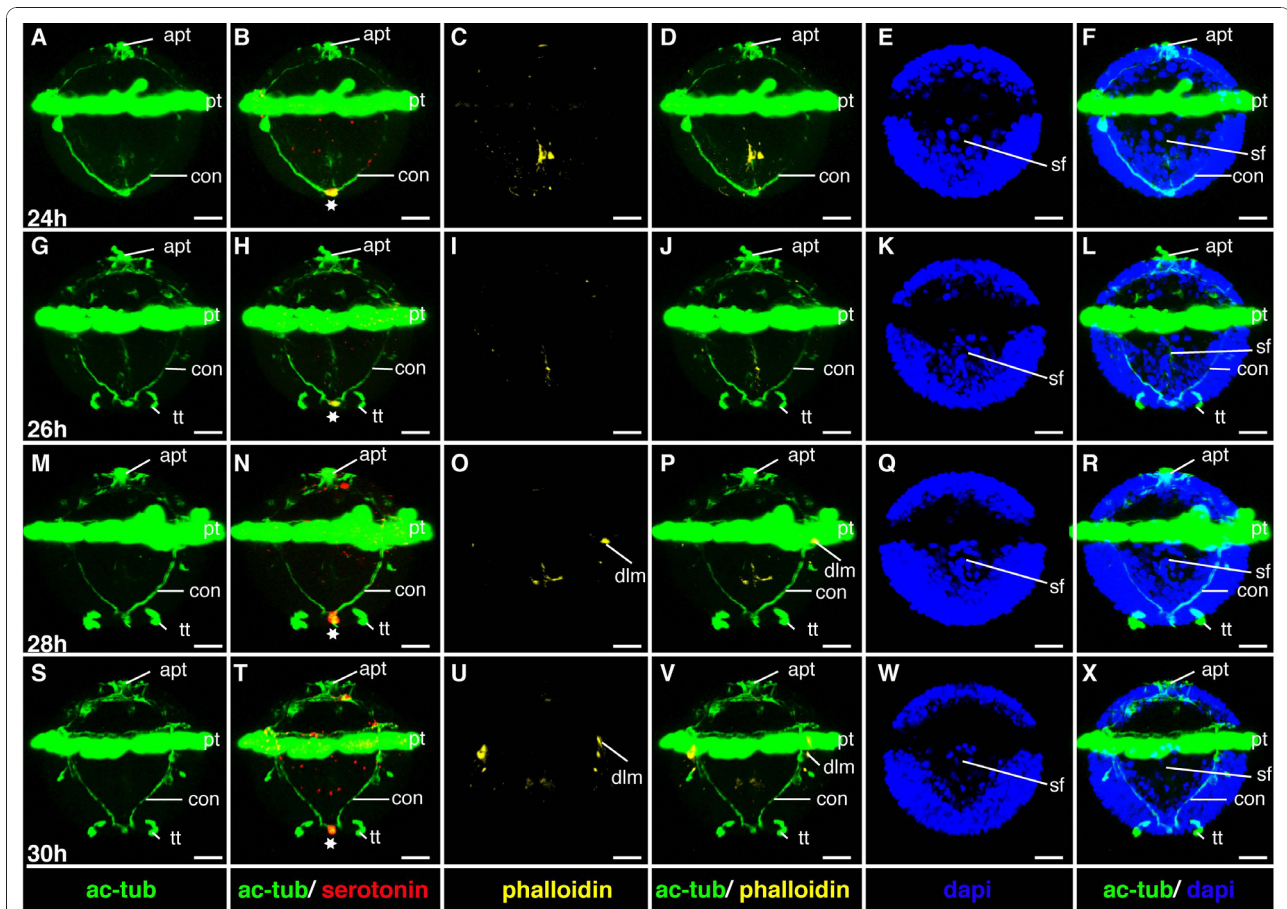 A apt B apt C D apt E F apt
pt pt pt
sf sf
con con con con
24h
G apt H apt I J apt K L apt
pt pt pt
sf sf
con con con con
tt tt tt tt
26h
M apt N apt O P apt Q R apt
pt pt pt
dlm dlm sf sf
con con con con
tt tt tt tt
28h
S apt T apt U V apt W X apt
pt pt pt pt
dlm dlm sf sf
con con con con
tt tt tt tt
30h
ac-tub ac-tub/ serotonin phalloidin ac-tub/ phalloidin dapi ac-tub/ dapi